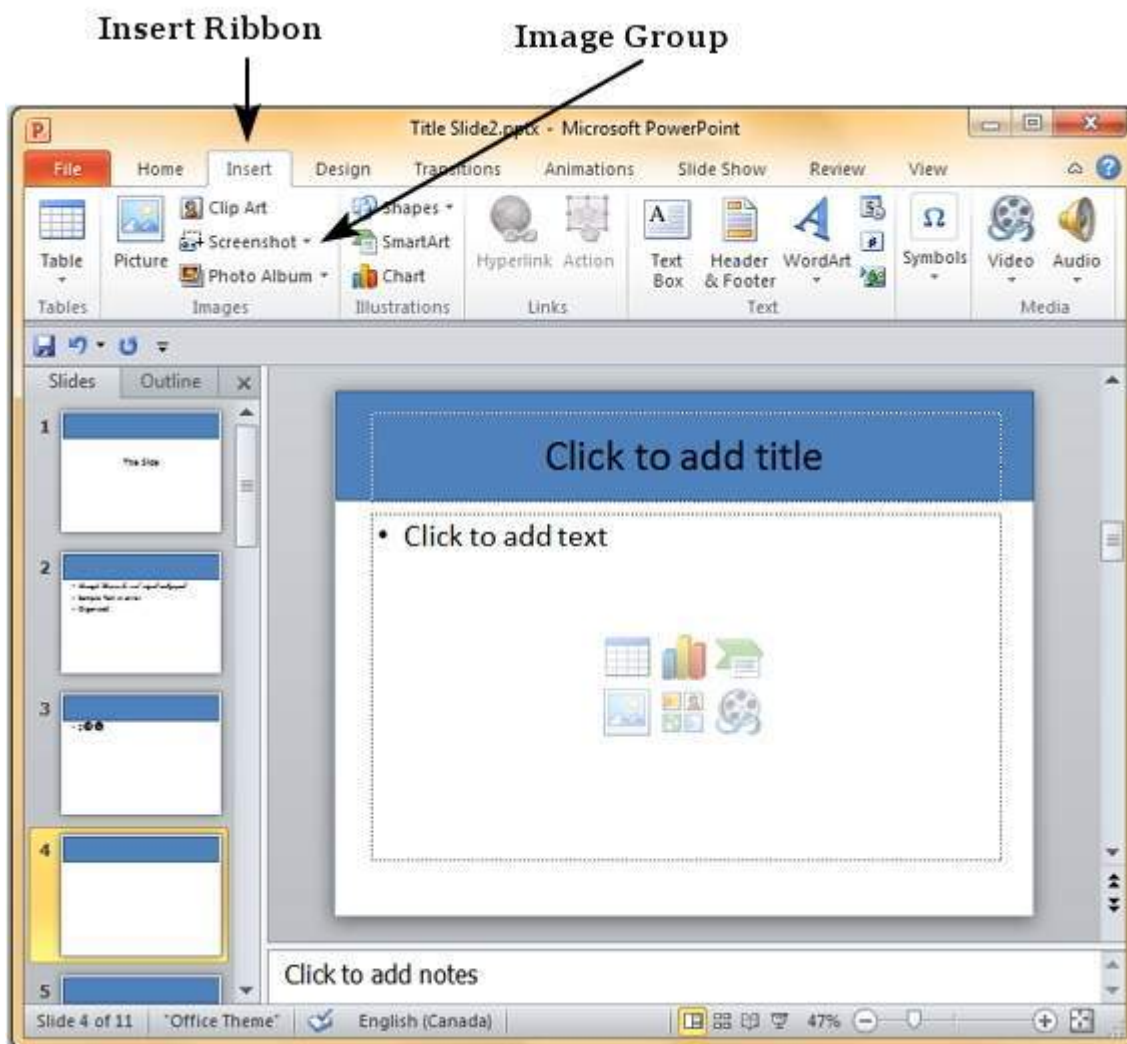 Insert Ribbon
Image Group
Title Slide2.pptx - Microsoft PowerPoint
File Home Insert Design Transitions Animations Slide Show Review View
Table
Picture
Clip Art
Screenshot
Photo Album
Shapes
SmartArt
Chart
Hyperlink Action
Text Box
Header & Footer
WordArt
Symbols
Video
Audio
Tables Images Illustrations Links Text Media
Slides Outline
1
2
3
4
5
Click to add title
• Click to add text
Click to add notes
Slide 4 of 11 "Office Theme" English (Canada) 47%